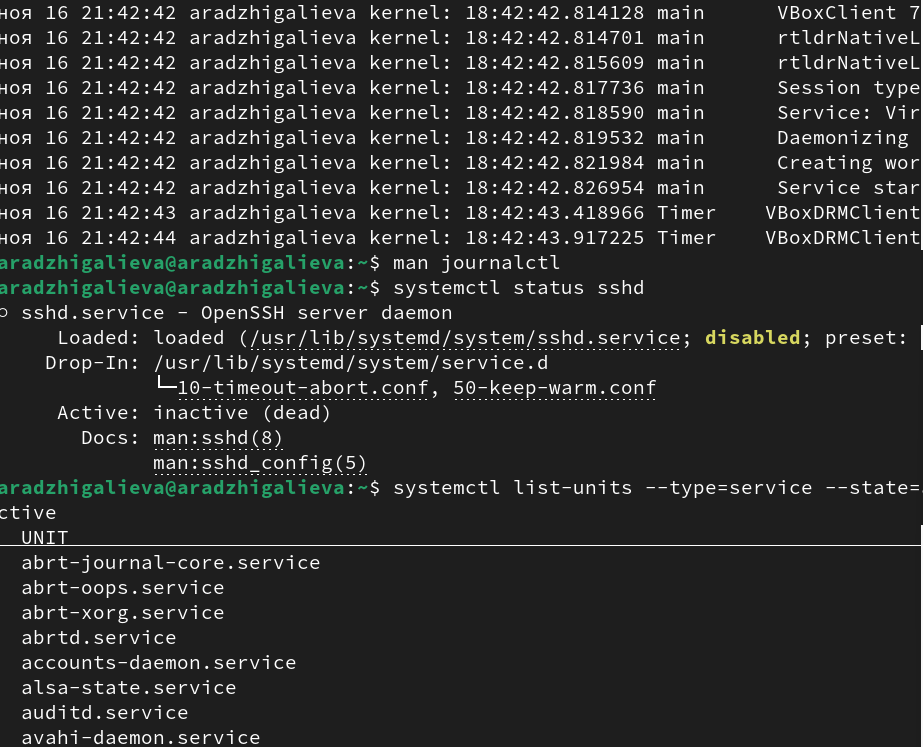 ноя 16 21:42:42 aradzhigalieva kernel: 18:42:42.814128 main VBoxClient 7
ноя 16 21:42:42 aradzhigalieva kernel: 18:42:42.814701 main rtldrNativeL
ноя 16 21:42:42 aradzhigalieva kernel: 18:42:42.815609 main rtldrNativeL
ноя 16 21:42:42 aradzhigalieva kernel: 18:42:42.817736 main Session type
ноя 16 21:42:42 aradzhigalieva kernel: 18:42:42.818590 main Service: Vir
ноя 16 21:42:42 aradzhigalieva kernel: 18:42:42.819532 main Daemonizing
ноя 16 21:42:42 aradzhigalieva kernel: 18:42:42.821984 main Creating wor
ноя 16 21:42:42 aradzhigalieva kernel: 18:42:42.826954 main Service star
ноя 16 21:42:43 aradzhigalieva kernel: 18:42:43.418966 Timer VBoxDRMClient
ноя 16 21:42:44 aradzhigalieva kernel: 18:42:43.917225 Timer VBoxDRMClient
aradzhigalieva@aradzhigalieva:~$ man journalctl
aradzhigalieva@aradzhigalieva:~$ systemctl status sshd
○ sshd.service - OpenSSH server daemon
Loaded: loaded (/usr/lib/systemd/system/sshd.service; disabled; preset:
Drop-In: /usr/lib/systemd/system/service.d
└─10-timeout-abort.conf, 50-keep-warm.conf
Active: inactive (dead)
Docs: man:sshd(8)
man:sshd_config(5)
aradzhigalieva@aradzhigalieva:~$ systemctl list-units --type=service --state=
ctive
UNIT
abrt-journal-core.service
abrt-oops.service
abrt-xorg.service
abrtd.service
accounts-daemon.service
alsa-state.service
auditd.service
avahi-daemon.service